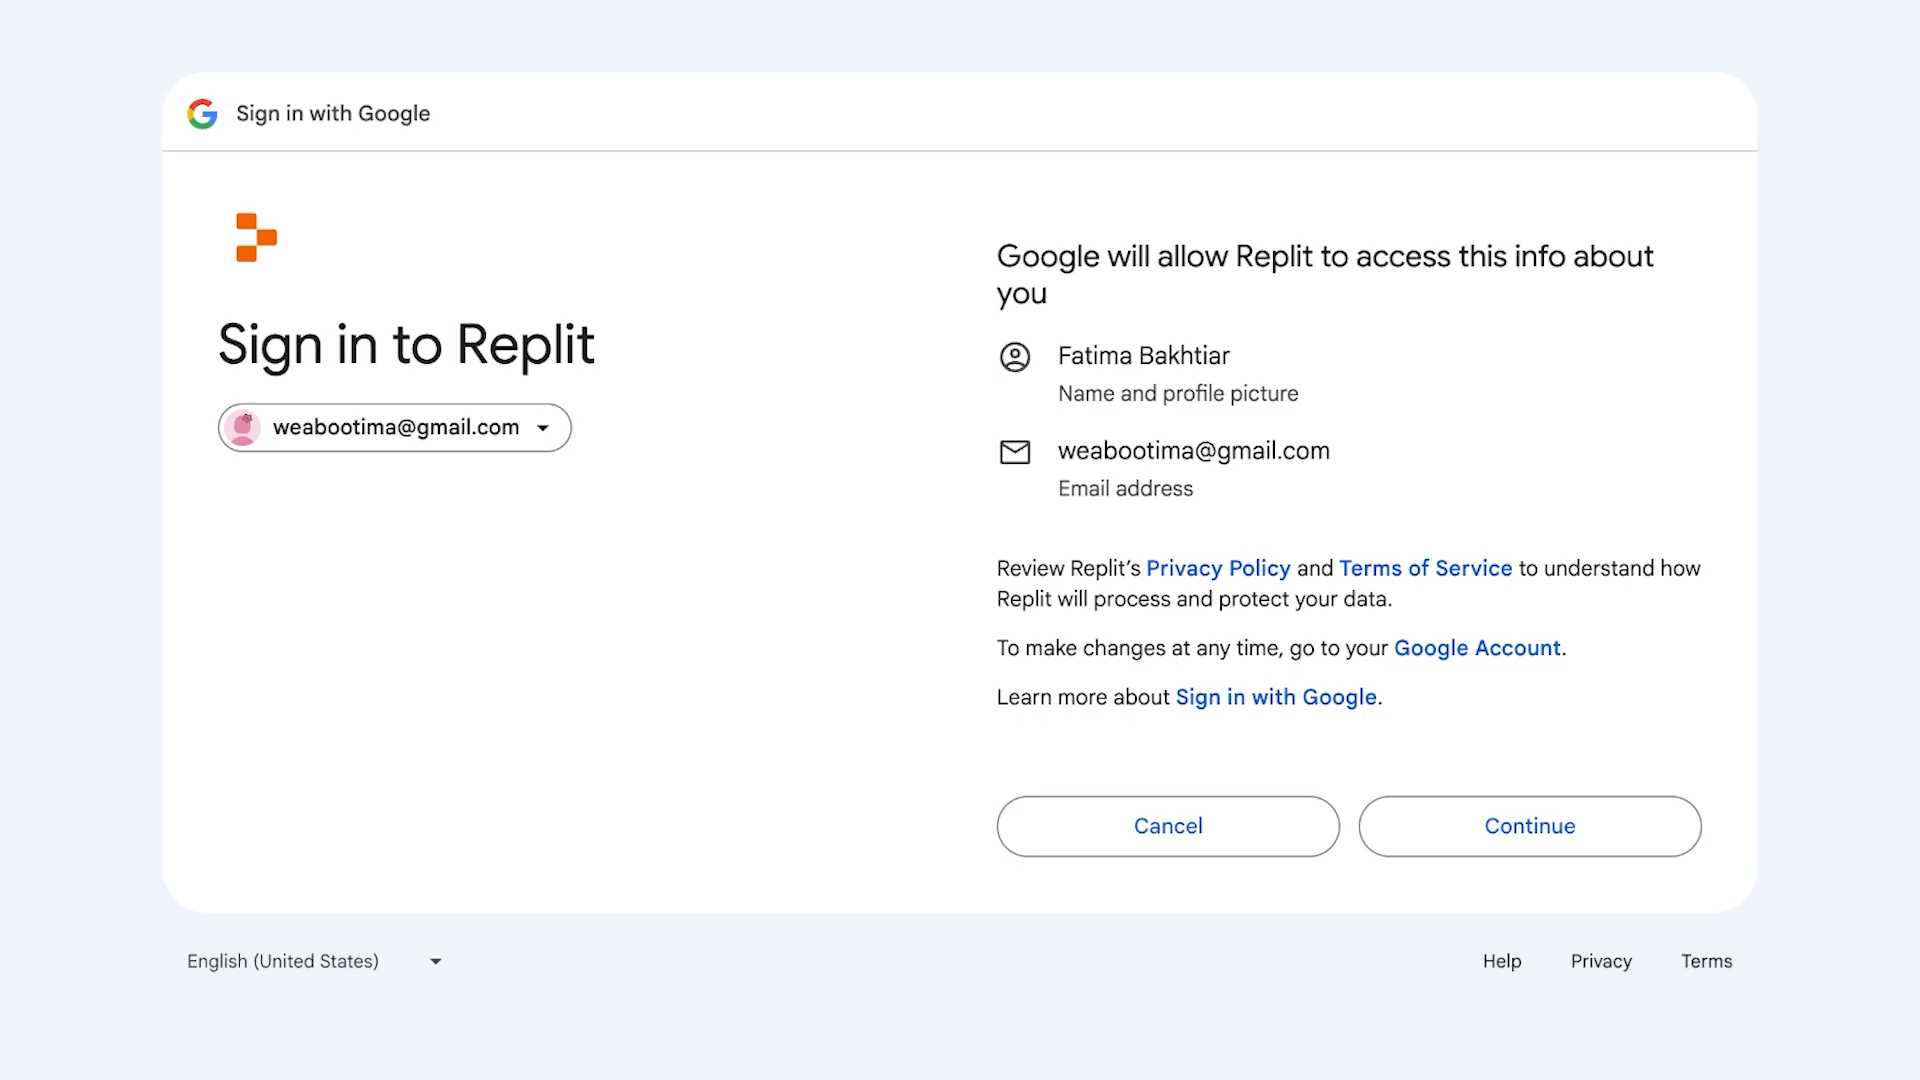 Sign in with Google
Sign in to Replit
weabootima@gmail.com
Google will allow Replit to access this info about
you
Fatima Bakhtiar
Name and profile picture
weabootima@gmail.com
Email address
Review Replit's Privacy Policy and Terms of Service to understand how
Replit will process and protect your data.
To make changes at any time, go to your Google Account.
Learn more about Sign in with Google.
Cancel
Continue
English (United States)
Help
Privacy
Terms